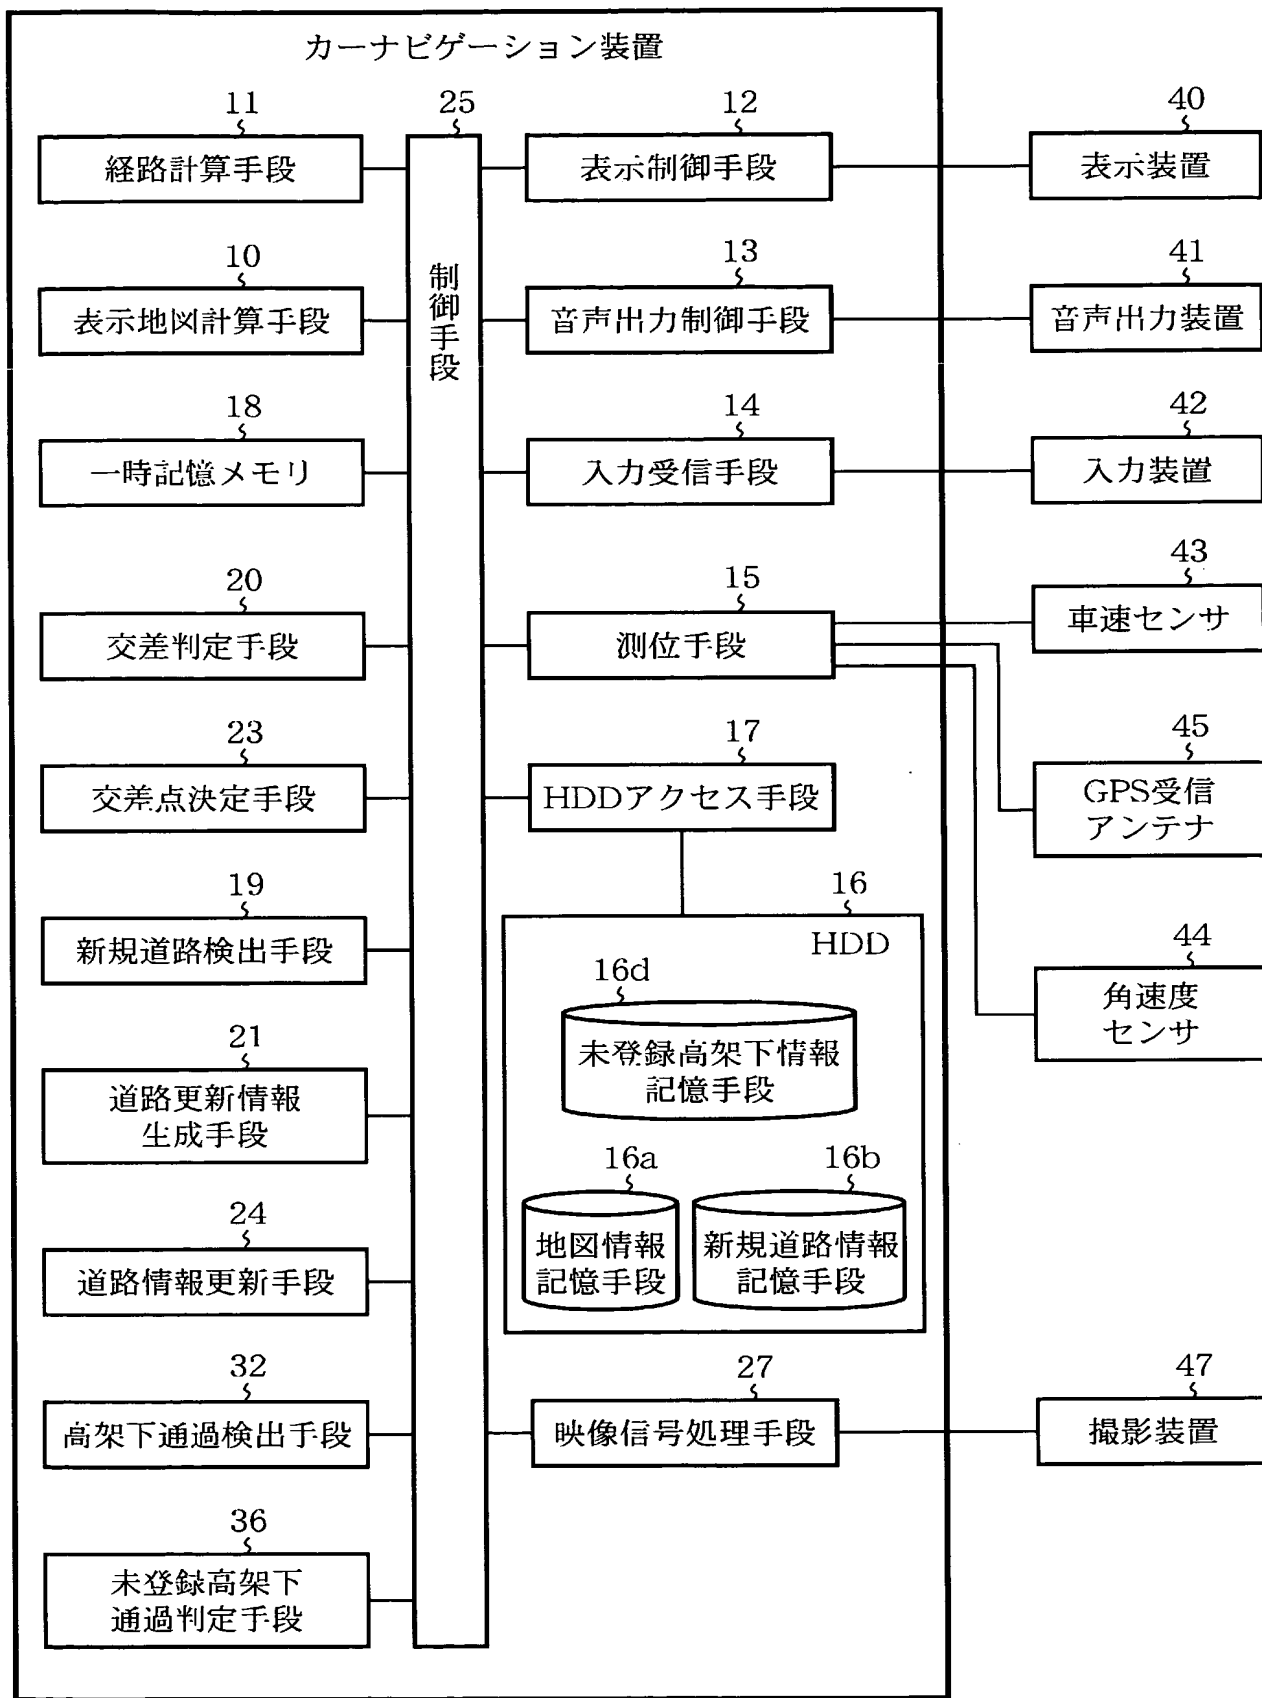 カーナビゲーション装置
11
経路計算手段
25
制御手段
12
表示制御手段
40
表示装置
10
表示地図計算手段
13
音声出力制御手段
41
音声出力装置
18
一時記憶メモリ
14
入力受信手段
42
入力装置
20
交差判定手段
15
測位手段
43
車速センサ
23
交差点決定手段
17
HDDアクセス手段
45
GPS受信
アンテナ
19
新規道路検出手段
16
HDD
44
角速度
センサ
16d
未登録高架下情報
記憶手段
21
道路更新情報
生成手段
16a
地図情報
記憶手段
16b
新規道路情報
記憶手段
24
道路情報更新手段
32
高架下通過検出手段
27
映像信号処理手段
47
撮影装置
36
未登録高架下
通過判定手段